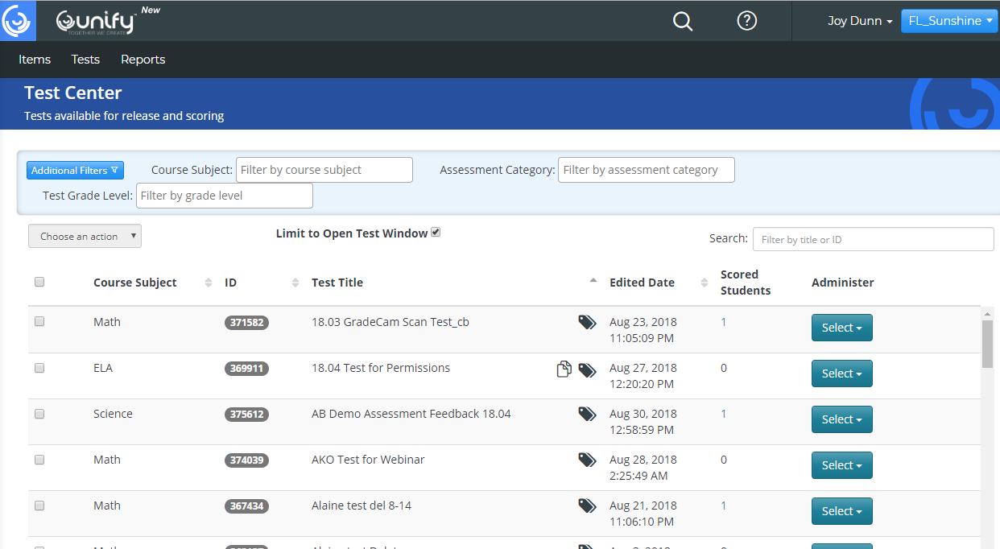 unify New
TOGETHER WE CREATE
Joy Dunn
FL_Sunshine
Items Tests Reports
Test Center
Tests available for release and scoring
Additional Filters Course Subject: Filter by course subject Assessment Category: Filter by assessment category
Test Grade Level: Filter by grade level
Choose an action Limit to Open Test Window Search: Filter by title or ID
Course Subject ID Test Title Edited Date Scored Students Administer
Math 371582 18.03 GradeCam Scan Test_cb Aug 23, 2018 1 Select
11:05:09 PM
ELA 369911 18.04 Test for Permissions Aug 27, 2018 0 Select
12:20:20 PM
Science 375612 AB Demo Assessment Feedback 18.04 Aug 30, 2018 1 Select
12:58:59 PM
Math 374039 AKO Test for Webinar Aug 28, 2018 0 Select
2:25:49 AM
Math 367434 Alaine test del 8-14 Aug 21, 2018 1 Select
11:06:10 PM